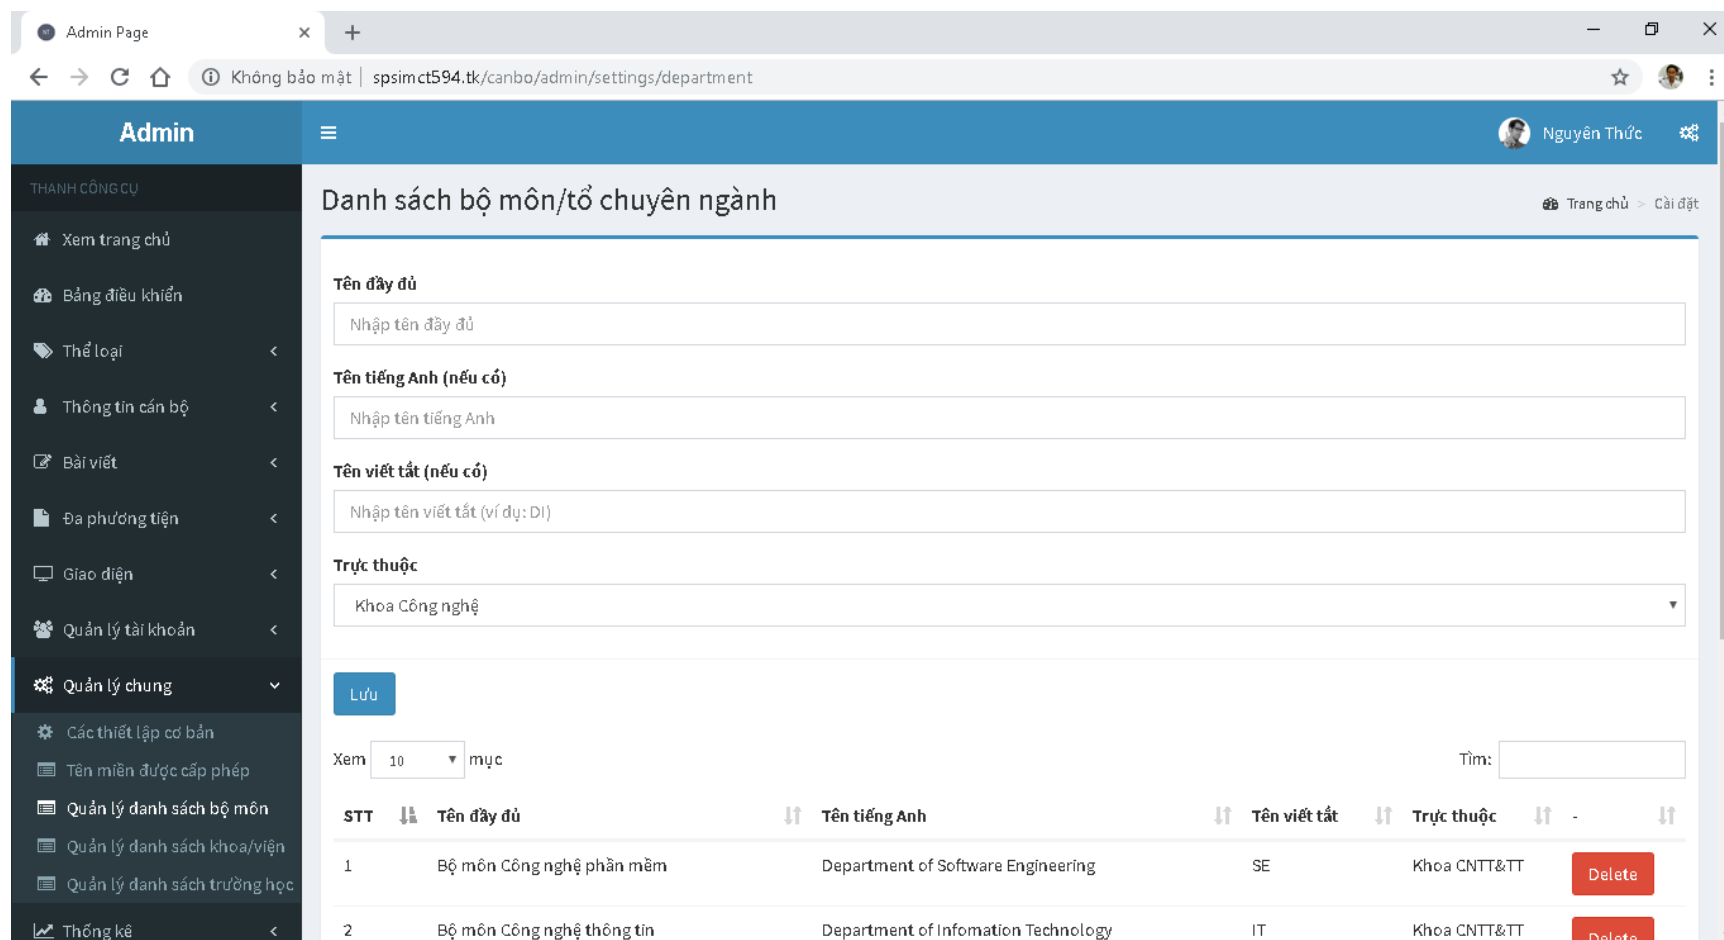 Admin Page
Không bảo mật | spsimct594.tk/canbo/admin/settings/department
Admin
Nguyên Thức
THANH CÔNG CỤ
Danh sách bộ môn/tổ chuyên ngành
Trang chủ > Cài đặt
Xem trang chủ
Bảng điều khiển
Thể loại
Thông tin cán bộ
Bài viết
Đa phương tiện
Giao diện
Quản lý tài khoản
Quản lý chung
Các thiết lập cơ bản
Tên miền được cấp phép
Quản lý danh sách bộ môn
Quản lý danh sách khoa/viện
Quản lý danh sách trường học
Thống kê
Tên đầy đủ
Nhập tên đầy đủ
Tên tiếng Anh (nếu có)
Nhập tên tiếng Anh
Tên viết tắt (nếu có)
Nhập tên viết tắt (ví dụ: DI)
Trực thuộc
Khoa Công nghệ
Lưu
Xem 10 mục
Tìm:
STT Tên đầy đủ Tên tiếng Anh Tên viết tắt Trực thuộc -
1 Bộ môn Công nghệ phần mềm Department of Software Engineering SE Khoa CNTT&TT Delete
2 Bộ môn Công nghệ thông tin Department of Infomation Technology IT Khoa CNTT&TT Delete